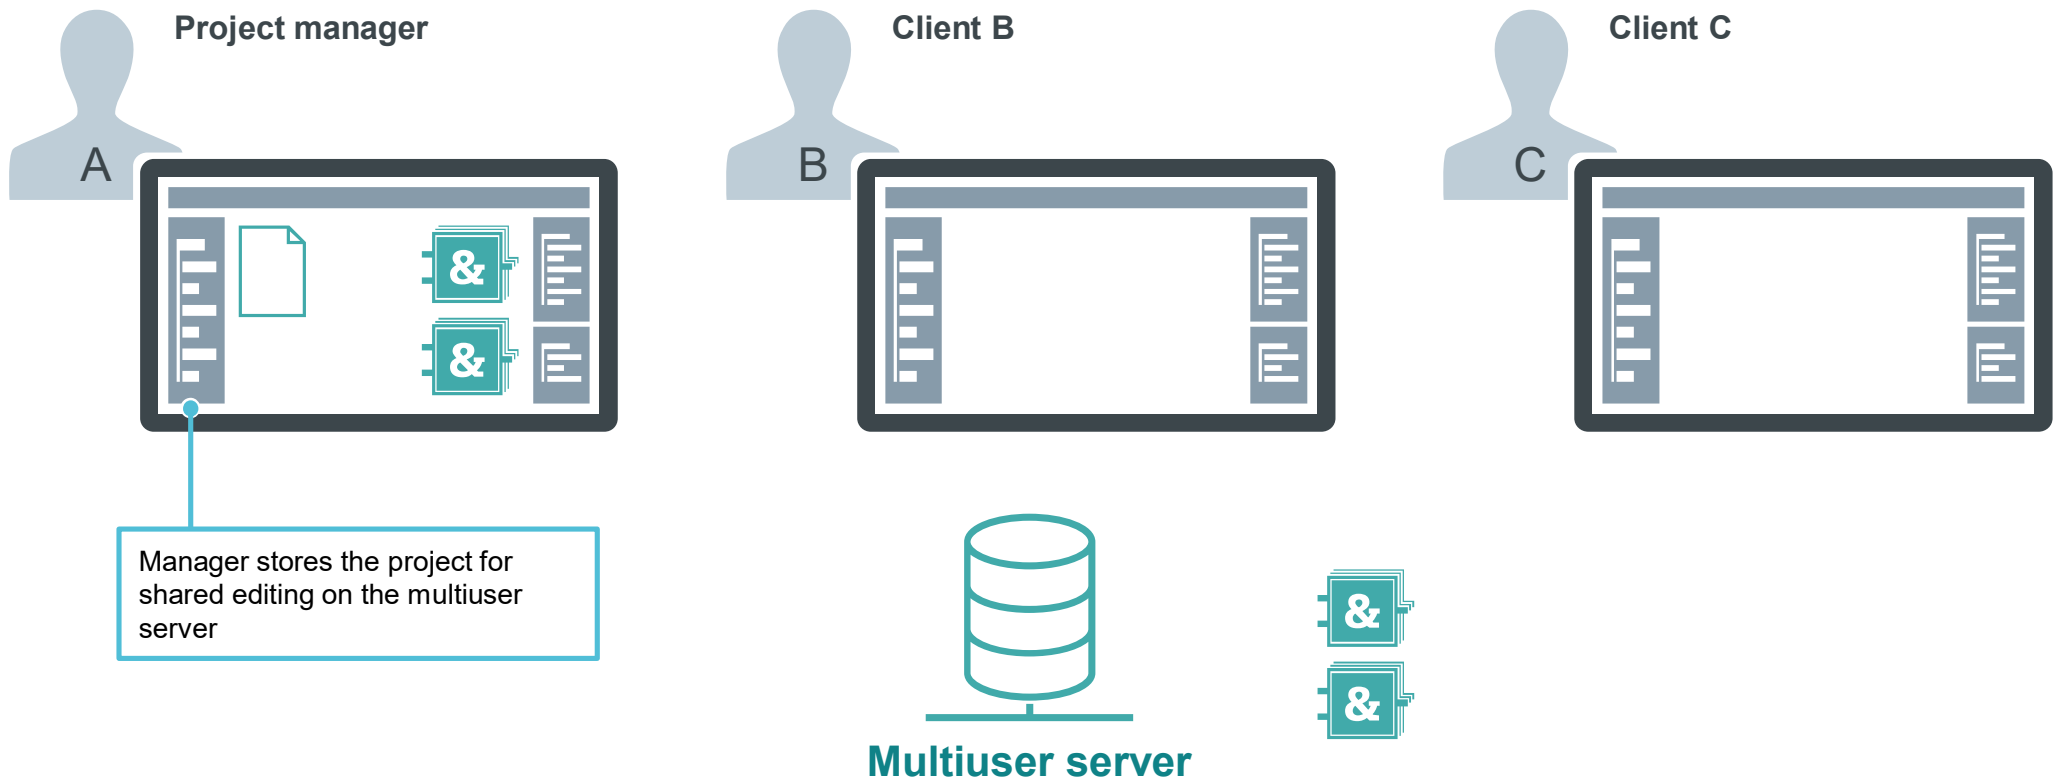 Project manager
Client B
Client C
A
B
C
&
&
Manager stores the project for
shared editing on the multiuser
server
&
&
Multiuser server